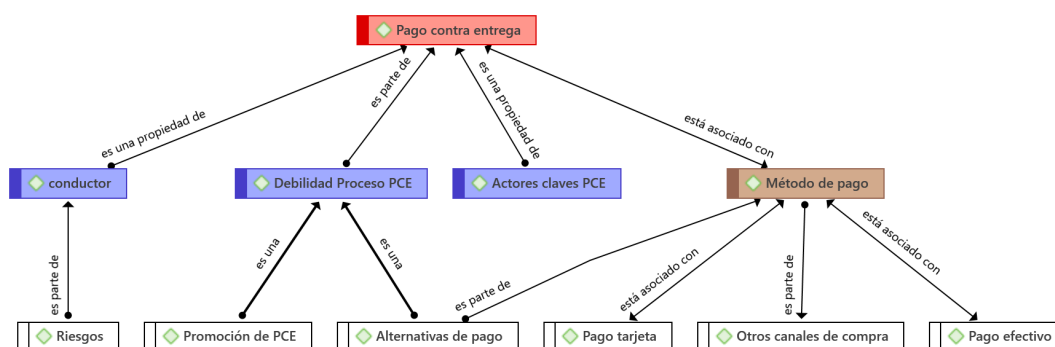 Pago contra entrega
es una propiedad de
es parte de
es una propiedad de
está asociado con
conductor
Debilidad Proceso PCE
Actores claves PCE
Método de pago
es parte de
es una
es una
es parte de
está asociado con
es parte de
está asociado con
Riesgos
Promoción de PCE
Alternativas de pago
Pago tarjeta
Otros canales de compra
Pago efectivo